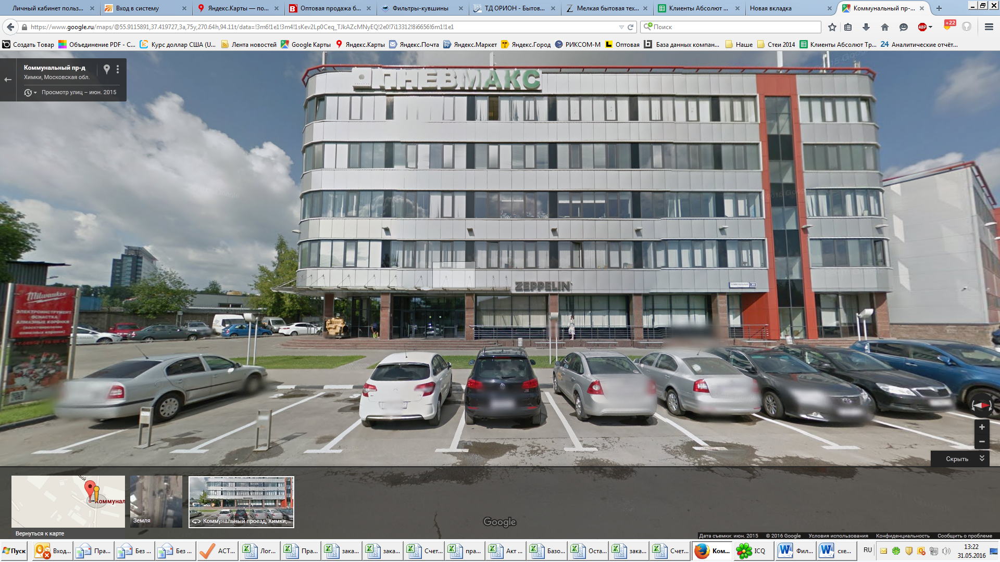 Личный кабинет польз...
Вход в систему
Яндекс.Карты — по...
Оптовая продажа б...
Фильтры-кувшины
ТД ОРИОН - Бытов...
Мелкая бытовая тех...
Клиенты Абсолют ...
Новая вкладка
Коммунальный пр-...
https://www.google.ru/maps/@55.9115891,37.419727,3a,75y,270.64h,94.11t/data=!3m6!1e1!3m4!1sKev2Lp0Ceq_TJkAZcMNyEQ!2e0!7i13312!8i6656!6m1!1e1
Поиск
ABP
+22
Создать Товар
Объединение PDF - С...
Курс доллар США (U...
Лента новостей
Google Карты
Яндекс.Карты
Яндекс.Почта
Яндекс.Маркет
Яндекс.Город
РИКСОМ-М
Оптовая
База данных компан...
Наше
Стеи 2014
Клиенты Абсолют Тр...
24 Аналитические отчёт...
Коммунальный пр-д
Химки, Московская обл.
Просмотр улиц – июн. 2015
ПНЕВМАКС
ZEPPELIN
30
Milwaukee
ЭЛЕКТРОИНСТРУМЕНТ
ОСНАСТКА
АЛМАЗНЫЕ КОРОНКИ
Скрыть
Коммунал
Земля
Коммунальный проезд, Химки,...
Вернуться к карте
Google
Дата съемки: июн. 2015
© 2016 Google
Условия использования
Конфиденциальность
Сообщить о проблеме
Пуск
Вход...
Пра...
Без ...
Без ...
АСТ...
Лог...
Пра...
зака...
зака...
Счет...
пра...
Акт ...
Базо...
Оста...
зака...
Счет...
Ком...
ICQ
Фил...
схе...
RU
13:22
31.05.2016